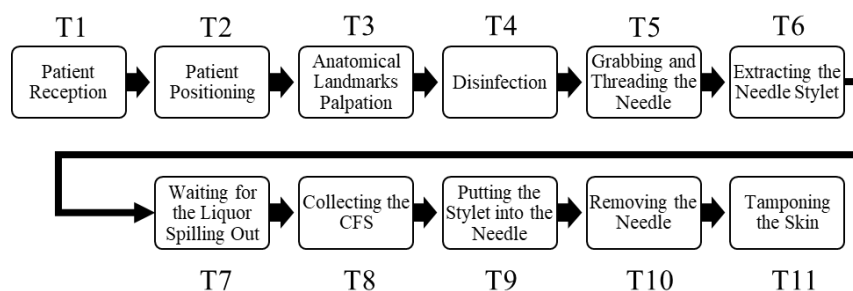 T1 T2 T3 T4 T5 T6
Patient
Reception
Patient
Positioning
Anatomical
Landmarks
Palpation
Disinfection
Grabbing and
Threading the
Needle
Extracting the
Needle Stylet
Waiting for
the Liquor
Spilling Out
Collecting the
CFS
Putting the
Stylet into the
Needle
Removing the
Needle
Tamponing
the Skin
T7 T8 T9 T10 T11